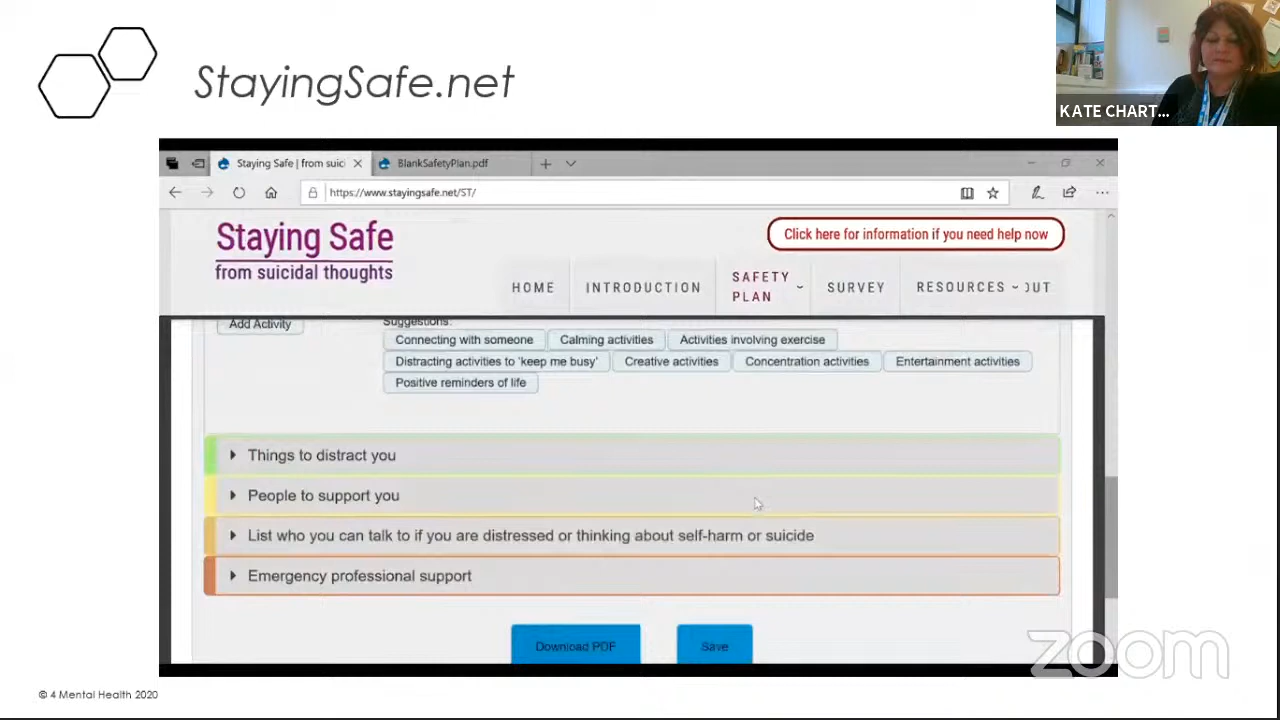 StayingSafe.net
KATE CHART...
Staying Safe | from suic
BlankSafetyPlan.pdf
https://www.stayingsafe.net/ST/
Staying Safe
from suicidal thoughts
Click here for information if you need help now
HOME
INTRODUCTION
SAFETY
PLAN
SURVEY
RESOURCES
OUT
Add Activity
Suggestions:
Connecting with someone
Calming activities
Activities involving exercise
Distracting activities to 'keep me busy'
Creative activities
Concentration activities
Entertainment activities
Positive reminders of life
Things to distract you
People to support you
List who you can talk to if you are distressed or thinking about self-harm or suicide
Emergency professional support
Download PDF
Save
zoom
© 4 Mental Health 2020